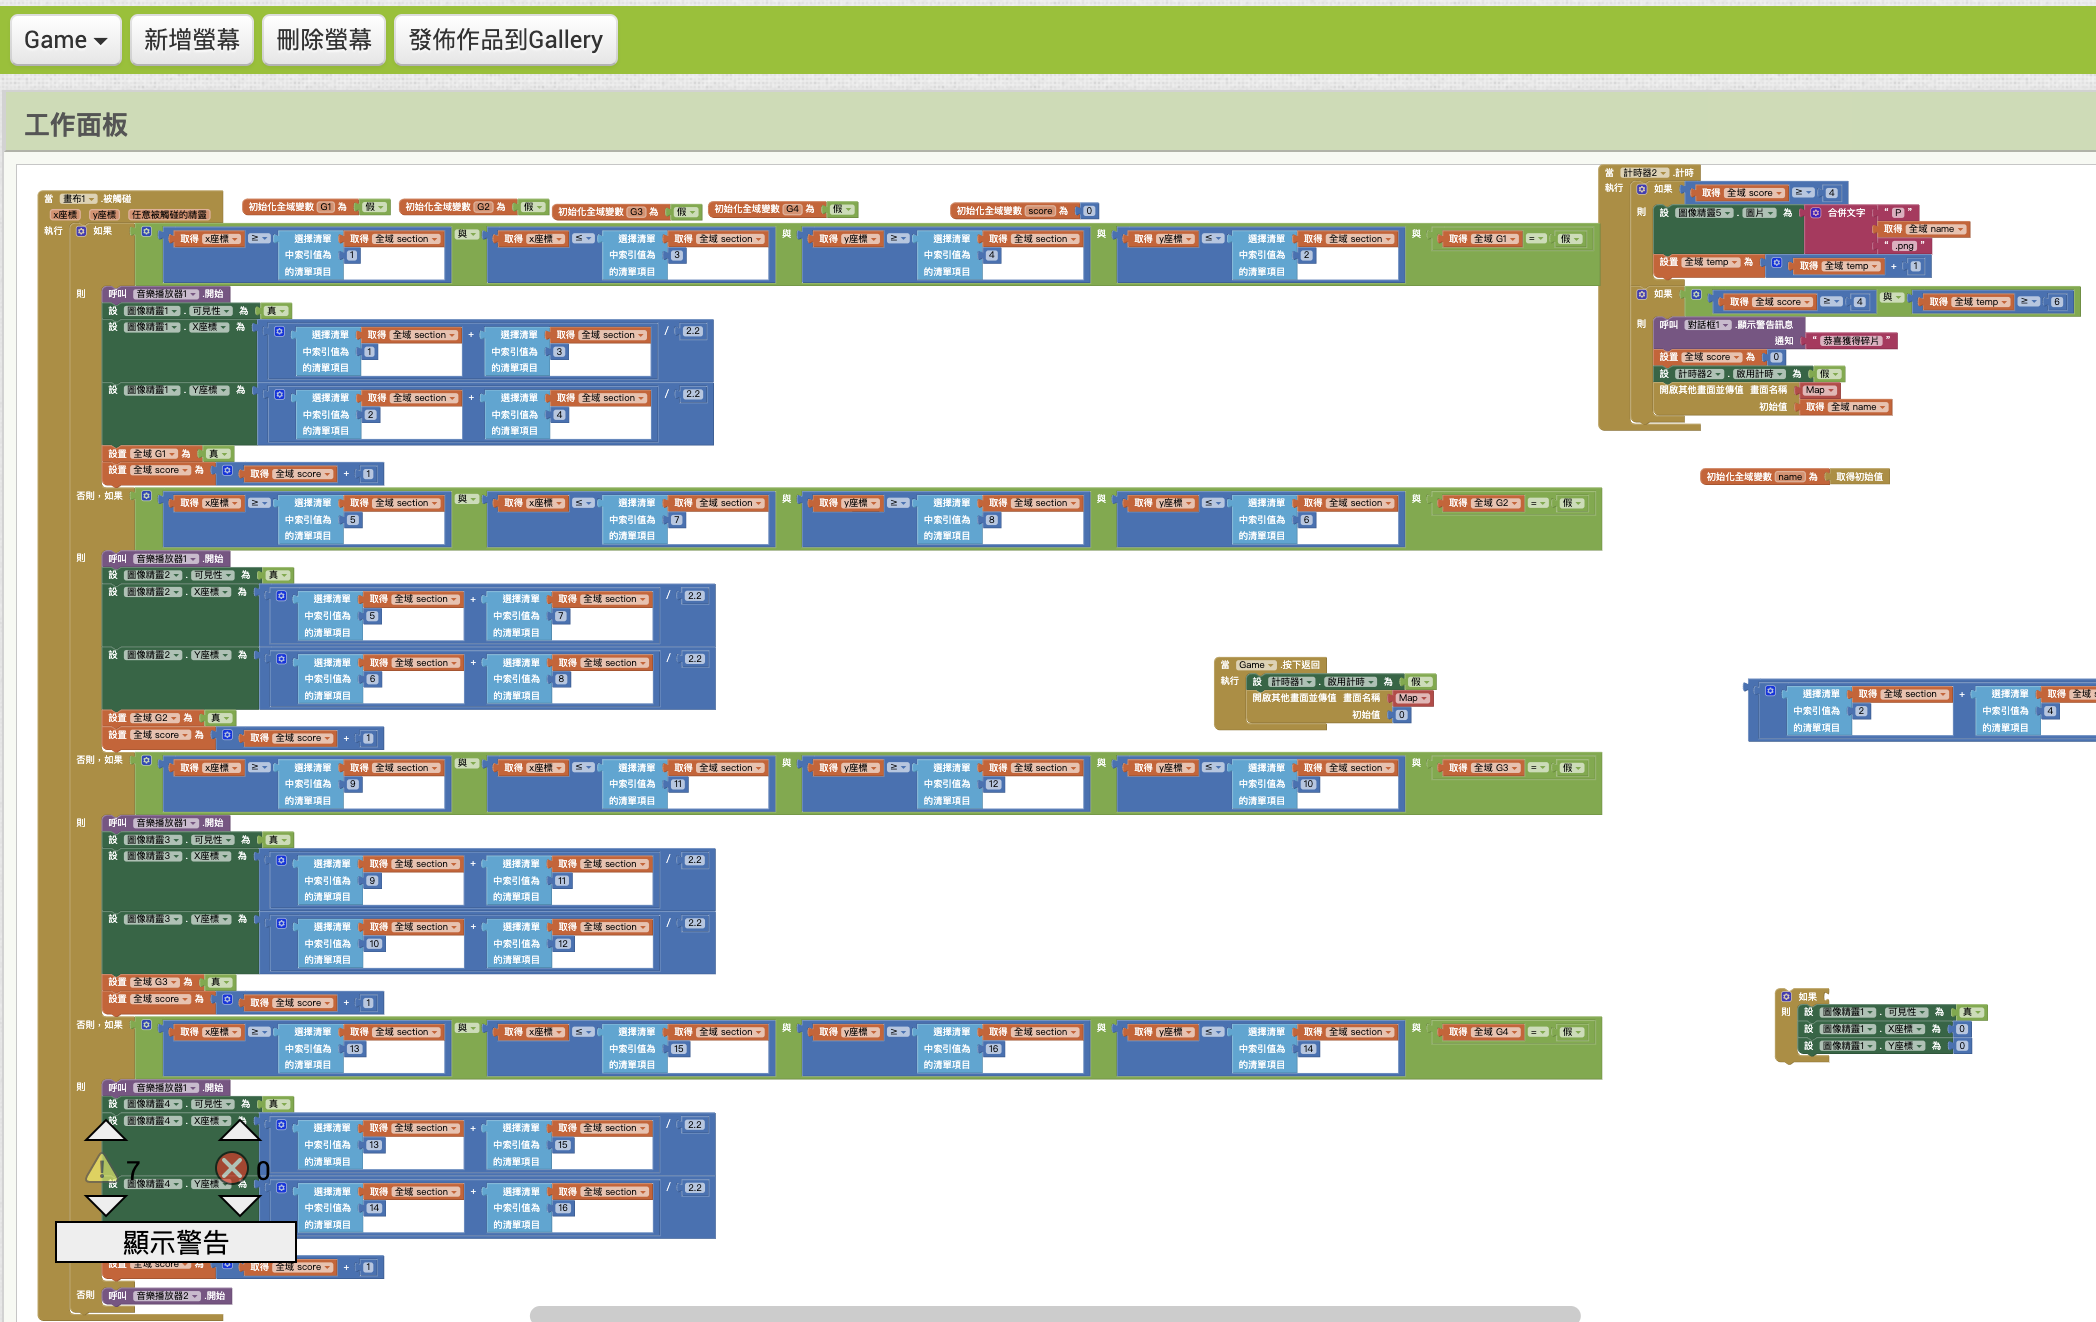 Game 新增螢幕 刪除螢幕 發佈作品到Gallery
工作面板
當 畫布1 .被觸碰
x座標 y座標 任意被觸碰的精靈
初始化全域變數 G1 為 假
初始化全域變數 G2 為 假
初始化全域變數 G3 為 假
初始化全域變數 G4 為 假
初始化全域變數 score 為 0
執行 如果 取得 x座標 ≥ 選擇清單 取得 全域 section 與 取得 x座標 ≤ 選擇清單 取得 全域 section 與 取得 y座標 ≥ 選擇清單 取得 全域 section 與 取得 y座標 ≤ 選擇清單 取得 全域 section 與 取得 全域 G1 = 假
中索引值為 1 中索引值為 3 中索引值為 4 中索引值為 2
的清單項目 的清單項目 的清單項目 的清單項目
則 呼叫 音樂播放器1 .開始
設 圖像精靈1 . 可見性 為 真
設 圖像精靈1 . X座標 為 選擇清單 取得 全域 section + 選擇清單 取得 全域 section / 2.2
中索引值為 1 中索引值為 3
的清單項目 的清單項目
設 圖像精靈1 . Y座標 為 選擇清單 取得 全域 section + 選擇清單 取得 全域 section / 2.2
中索引值為 2 中索引值為 4
的清單項目 的清單項目
設置 全域 G1 為 真
設置 全域 score 為 取得 全域 score + 1
否則，如果 取得 x座標 ≥ 選擇清單 取得 全域 section 與 取得 x座標 ≤ 選擇清單 取得 全域 section 與 取得 y座標 ≥ 選擇清單 取得 全域 section 與 取得 y座標 ≤ 選擇清單 取得 全域 section 與 取得 全域 G2 = 假
中索引值為 5 中索引值為 7 中索引值為 8 中索引值為 6
的清單項目 的清單項目 的清單項目 的清單項目
則 呼叫 音樂播放器1 .開始
設 圖像精靈2 . 可見性 為 真
設 圖像精靈2 . X座標 為 選擇清單 取得 全域 section + 選擇清單 取得 全域 section / 2.2
中索引值為 5 中索引值為 7
的清單項目 的清單項目
設 圖像精靈2 . Y座標 為 選擇清單 取得 全域 section + 選擇清單 取得 全域 section / 2.2
中索引值為 6 中索引值為 8
的清單項目 的清單項目
設置 全域 G2 為 真
設置 全域 score 為 取得 全域 score + 1
否則，如果 取得 x座標 ≥ 選擇清單 取得 全域 section 與 取得 x座標 ≤ 選擇清單 取得 全域 section 與 取得 y座標 ≥ 選擇清單 取得 全域 section 與 取得 y座標 ≤ 選擇清單 取得 全域 section 與 取得 全域 G3 = 假
中索引值為 9 中索引值為 11 中索引值為 12 中索引值為 10
的清單項目 的清單項目 的清單項目 的清單項目
則 呼叫 音樂播放器1 .開始
設 圖像精靈3 . 可見性 為 真
設 圖像精靈3 . X座標 為 選擇清單 取得 全域 section + 選擇清單 取得 全域 section / 2.2
中索引值為 9 中索引值為 11
的清單項目 的清單項目
設 圖像精靈3 . Y座標 為 選擇清單 取得 全域 section + 選擇清單 取得 全域 section / 2.2
中索引值為 10 中索引值為 12
的清單項目 的清單項目
設置 全域 G3 為 真
設置 全域 score 為 取得 全域 score + 1
否則，如果 取得 x座標 ≥ 選擇清單 取得 全域 section 與 取得 x座標 ≤ 選擇清單 取得 全域 section 與 取得 y座標 ≥ 選擇清單 取得 全域 section 與 取得 y座標 ≤ 選擇清單 取得 全域 section 與 取得 全域 G4 = 假
中索引值為 13 中索引值為 15 中索引值為 16 中索引值為 14
的清單項目 的清單項目 的清單項目 的清單項目
則 呼叫 音樂播放器1 .開始
設 圖像精靈4 . 可見性 為 真
設 圖像精靈4 . X座標 選擇清單 取得 全域 section + 選擇清單 取得 全域 section / 2.2
中索引值為 13 中索引值為 15
的清單項目 的清單項目
設 圖像精靈4 . Y座標 選擇清單 取得 全域 section + 選擇清單 取得 全域 section / 2.2
中索引值為 14 中索引值為 16
的清單項目 的清單項目
7 0
顯示警告
設置 全域 score 為 取得 全域 score + 1
否則 呼叫 音樂播放器2 .開始
當 計時器2 .計時
執行 如果 取得 全域 score ≥ 4
則 設 圖像精靈5 . 圖片 為 合併文字 " P "
取得 全域 name
" .png "
設置 全域 temp 為 取得 全域 temp + 1
如果 取得 全域 score ≥ 4 與 取得 全域 temp ≥ 6
則 呼叫 對話框1 .顯示警告訊息
通知 " 恭喜獲得碎片 "
設置 全域 score 為 0
設 計時器2 . 啟用計時 為 假
開啟其他畫面並傳值 畫面名稱 Map
初始值 取得 全域 name
初始化全域變數 name 為 取得初始值
當 Game .按下返回
執行 設 計時器1 . 啟用計時 為 假
開啟其他畫面並傳值 畫面名稱 Map
初始值 0
選擇清單 取得 全域 section + 選擇清單 取得 全域
中索引值為 2 中索引值為 4
的清單項目 的清單項目
如果
則 設 圖像精靈1 . 可見性 為 真
設 圖像精靈1 . X座標 為 0
設 圖像精靈1 . Y座標 為 0